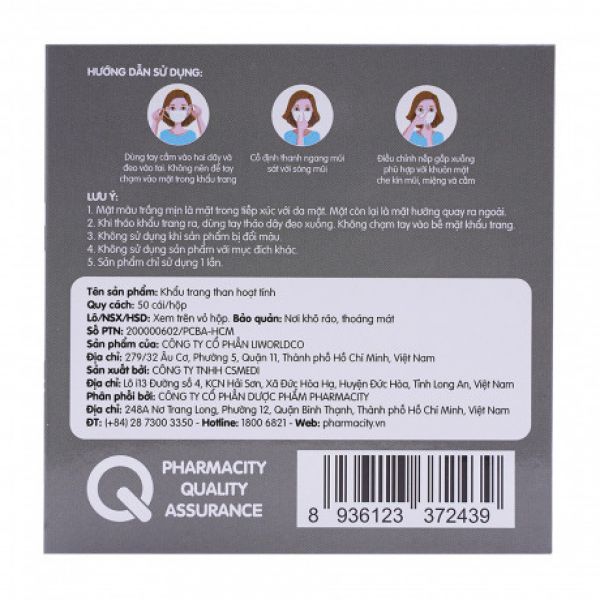 HƯỚNG DẪN SỬ DỤNG:
Dùng tay cầm vào hai dây và
đeo vào tai. Không nên để tay
chạm vào mặt trong khẩu trang
Cố định thanh ngang mũi
sát với sóng mũi
Điều chỉnh nếp gấp xuống
phù hợp với khuôn mặt
che kín mũi, miệng và cằm
LƯU Ý:
1. Mặt màu trắng mịn là mặt trong tiếp xúc với da mặt. Mặt còn lại là mặt hướng quay ra ngoài.
2. Khi tháo khẩu trang ra, dùng tay tháo dây đeo xuống. Không chạm tay vào bề mặt khẩu trang.
3. Không sử dụng khi sản phẩm bị đổi màu.
4. Không sử dụng sản phẩm với mục đích khác.
5. Sản phẩm chỉ sử dụng 1 lần.
Tên sản phẩm: Khẩu trang than hoạt tính
Quy cách: 50 cái/hộp
Lô/NSX/HSD: Xem trên vỏ hộp. Bảo quản: Nơi khô ráo, thoáng mát
Số PTN: 200000602/PCBA-HCM
Sản phẩm của: CÔNG TY CỔ PHẦN LIWORLDCO
Địa chỉ: 279/32 Âu Cơ, Phường 5, Quận 11, Thành phố Hồ Chí Minh, Việt Nam
Sản xuất bởi: CÔNG TY TNHH CSMEDI
Địa chỉ: Lô i13 Đường số 4, KCN Hải Sơn, Xã Đức Hòa Hạ, Huyện Đức Hòa, Tỉnh Long An, Việt Nam
Phân phối bởi: CÔNG TY CỔ PHẦN DƯỢC PHẨM PHARMACITY
Địa chỉ: 248A Nơ Trang Long, Phường 12, Quận Bình Thạnh, Thành phố Hồ Chí Minh, Việt Nam
ĐT: (+84) 28 7300 3350 - Hotline: 1800 6821 - Web: pharmacity.vn
PHARMACITY
QUALITY
ASSURANCE
8 936123 372439